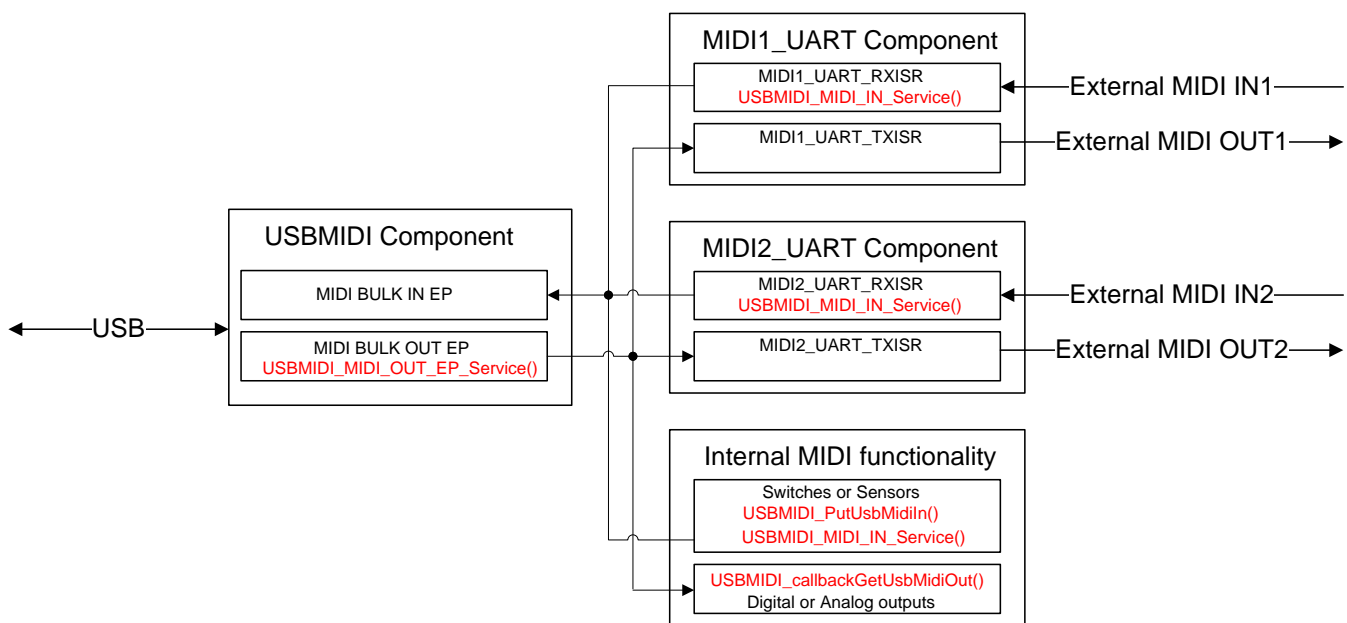 MIDI1_UART Component
MIDI1_UART_RXISR
USBMIDI_MIDI_IN_Service()
External MIDI IN1
MIDI1_UART_TXISR
External MIDI OUT1
USBMIDI Component
MIDI BULK IN EP
USB
MIDI BULK OUT EP
USBMIDI_MIDI_OUT_EP_Service()
MIDI2_UART Component
MIDI2_UART_RXISR
USBMIDI_MIDI_IN_Service()
External MIDI IN2
MIDI2_UART_TXISR
External MIDI OUT2
Internal MIDI functionality
Switches or Sensors
USBMIDI_PutUsbMidiIn()
USBMIDI_MIDI_IN_Service()
USBMIDI_callbackGetUsbMidiOut()
Digital or Analog outputs